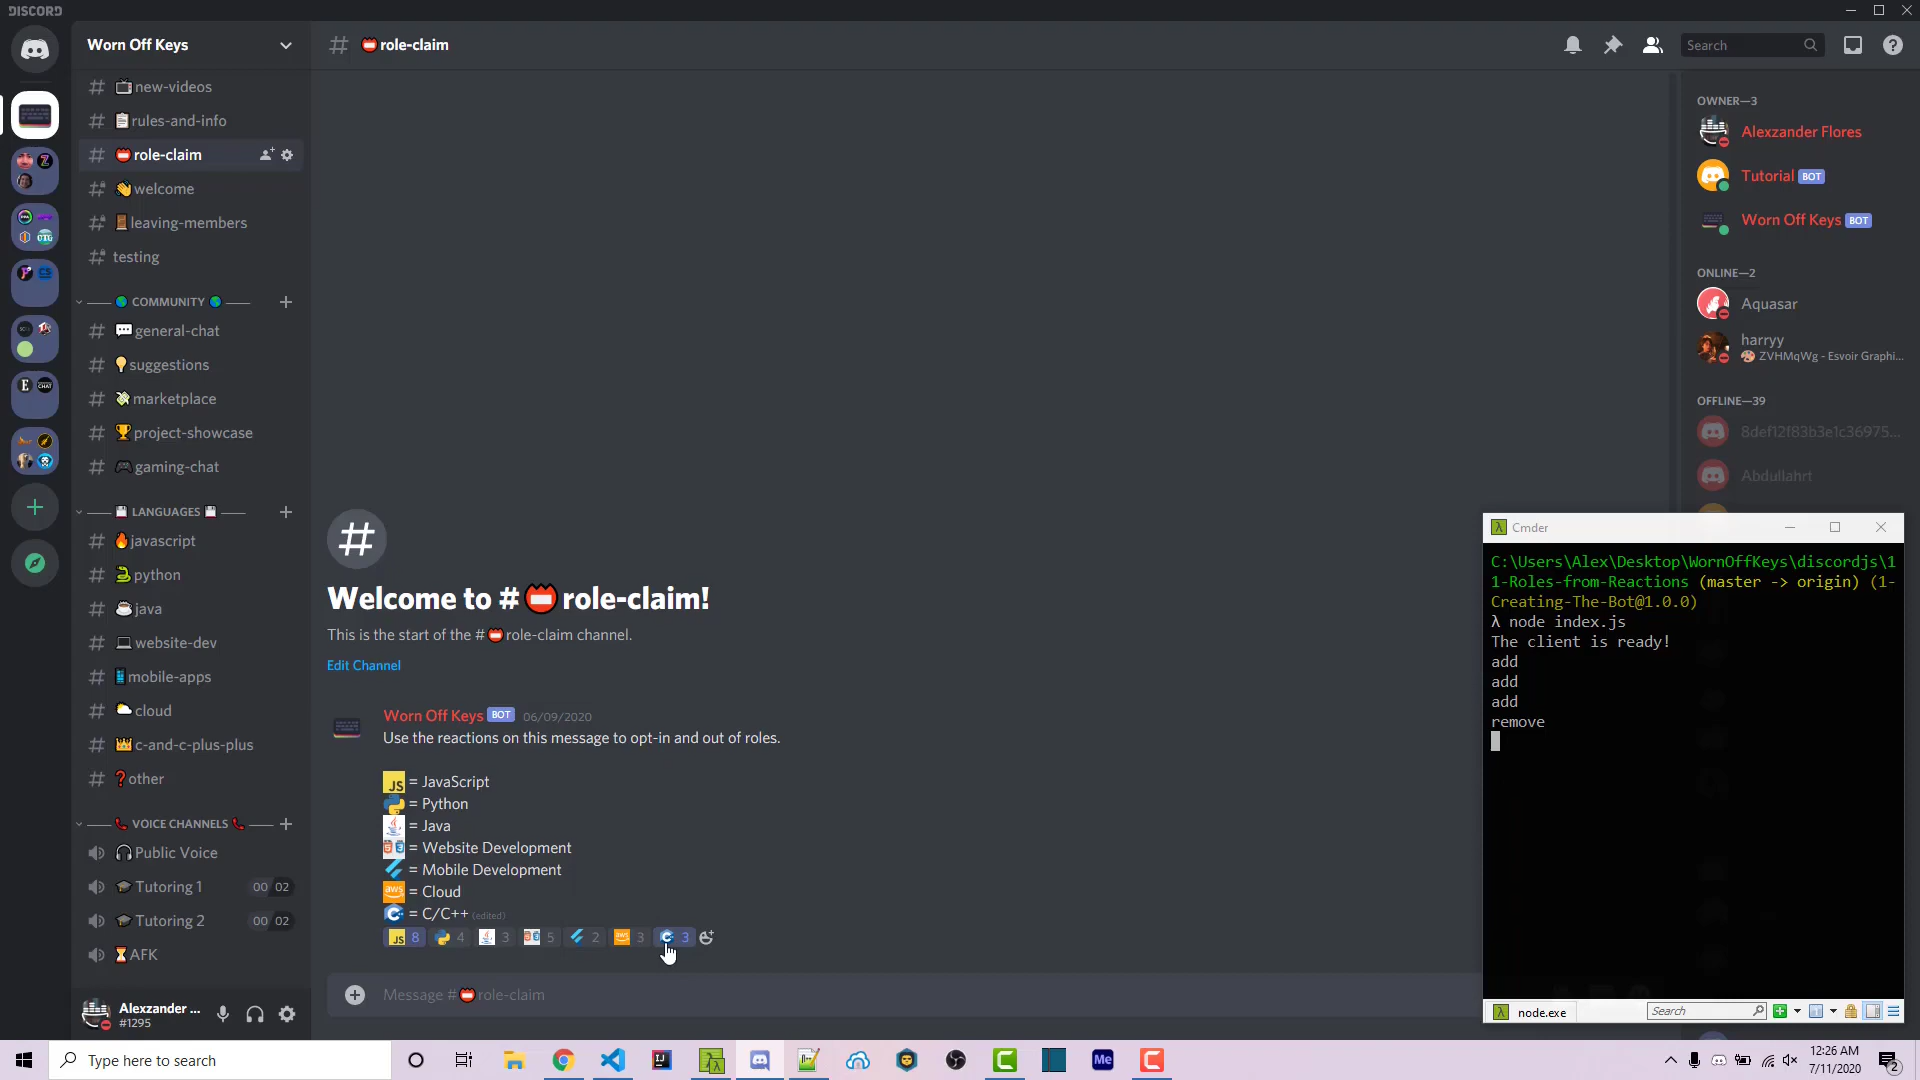 DISCORD
Worn Off Keys
new-videos
rules-and-info
role-claim
welcome
leaving-members
testing
COMMUNITY
general-chat
suggestions
marketplace
project-showcase
gaming-chat
LANGUAGES
javascript
python
java
website-dev
mobile-apps
cloud
c-and-c-plus-plus
other
VOICE CHANNELS
Public Voice
Tutoring 1 00 02
Tutoring 2 00 02
AFK
Alexzander ...
#1295
# role-claim
Search
Welcome to # role-claim!
This is the start of the # role-claim channel.
Edit Channel
Worn Off Keys BOT 06/09/2020
Use the reactions on this message to opt-in and out of roles.
JS = JavaScript
= Python
= Java
= Website Development
= Mobile Development
aws = Cloud
= C/C++ (edited)
JS 8 4 3 5 2 aws 3 3
Message # role-claim
OWNER—3
Alexzander Flores
Tutorial BOT
Worn Off Keys BOT
ONLINE—2
Aquasar
harryy
ZVHMqWg - Esvoir Graphi...
OFFLINE—39
8def12f83b3e1c36975...
Abdullahrt
Cmder
C:\Users\Alex\Desktop\WornOffKeys\discordjs\1
1-Roles-from-Reactions (master -> origin) (1-
Creating-The-Bot@1.0.0)
λ node index.js
The client is ready!
add
add
add
remove
node.exe
Search
Type here to search
Me
12:26 AM
7/11/2020
2